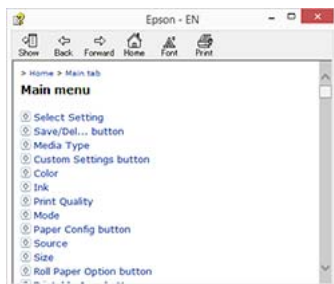 Epson - EN
Show Back Forward Home Font Print
> Home > Main tab
Main menu
Select Setting
Save/Del... button
Media Type
Custom Settings button
Color
Ink
Print Quality
Mode
Paper Config button
Source
Size
Roll Paper Option button